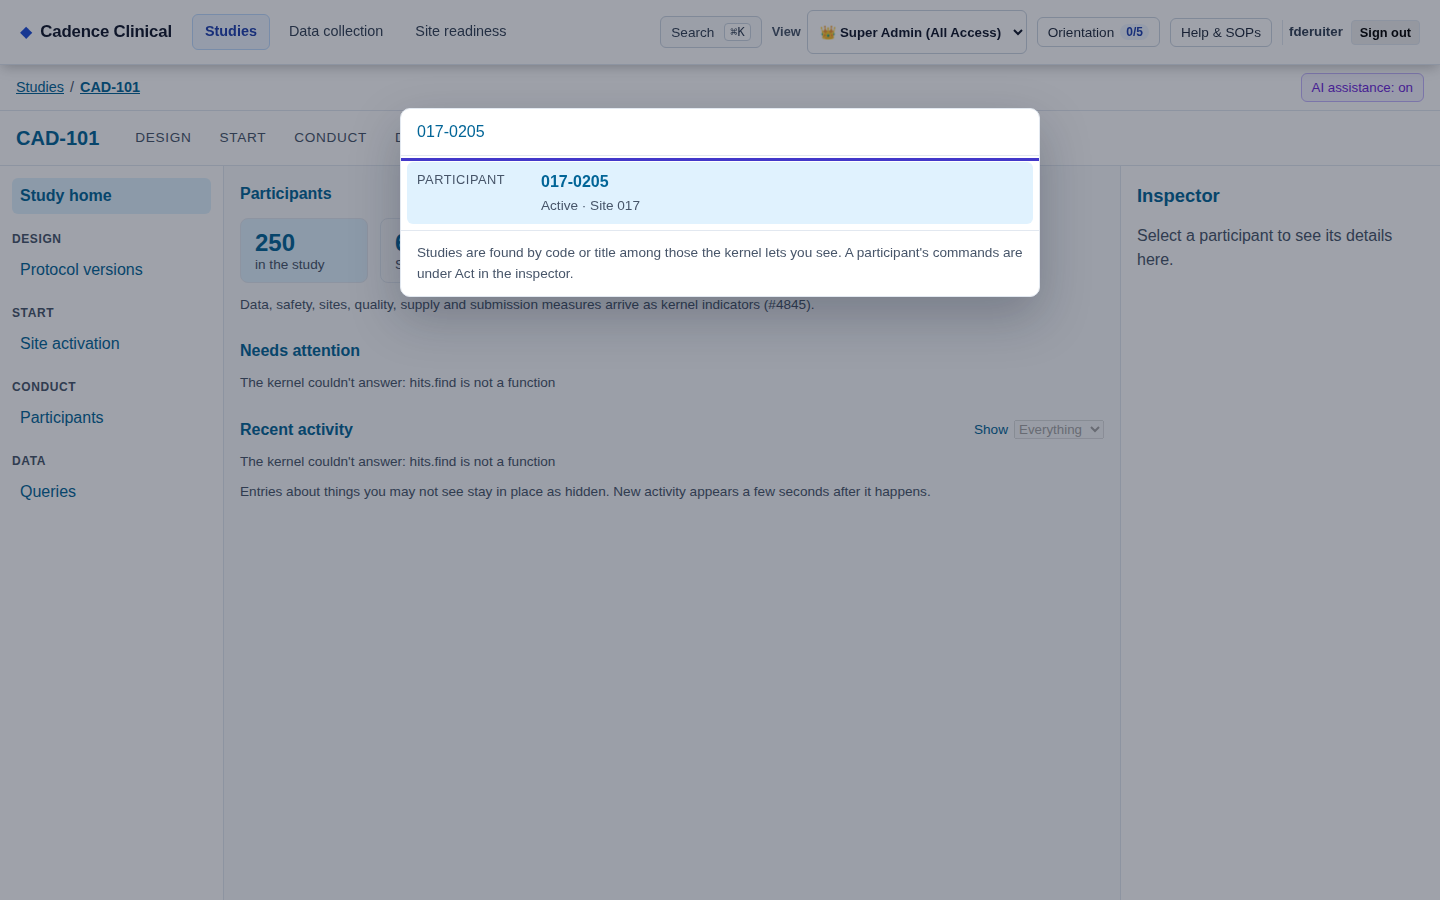 Cadence Clinical
Studies
Data collection
Site readiness
Search ⌘K
View
👑 Super Admin (All Access)
Orientation 0/5
Help & SOPs
fderuiter
Sign out
Studies / CAD-101
AI assistance: on
CAD-101
DESIGN
START
CONDUCT
017-0205
PARTICIPANT
017-0205
Active · Site 017
Studies are found by code or title among those the kernel lets you see. A participant's commands are
under Act in the inspector.
Study home
DESIGN
Protocol versions
START
Site activation
CONDUCT
Participants
DATA
Queries
Participants
250
in the study
Data, safety, sites, quality, supply and submission measures arrive as kernel indicators (#4845).
Needs attention
The kernel couldn't answer: hits.find is not a function
Recent activity
Show Everything
The kernel couldn't answer: hits.find is not a function
Entries about things you may not see stay in place as hidden. New activity appears a few seconds after it happens.
Inspector
Select a participant to see its details
here.